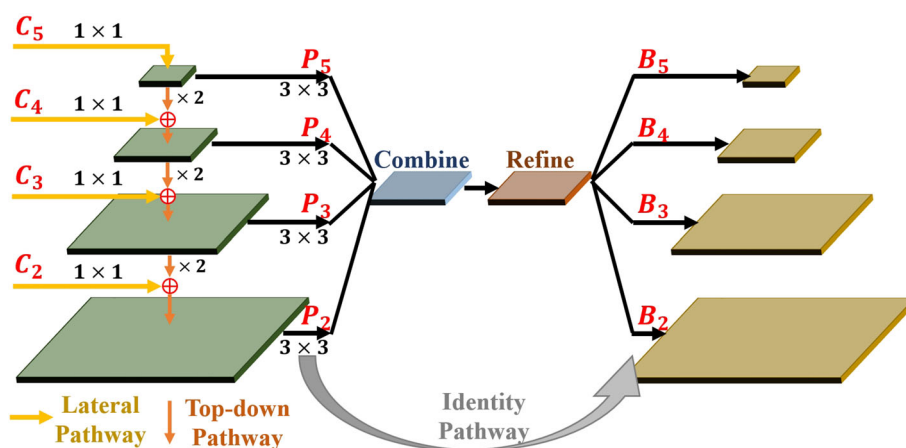 C₅ 1 × 1
P₅
3 × 3
B₅
× 2
C₄ 1 × 1
P₄
3 × 3
B₄
Combine
Refine
× 2
C₃ 1 × 1
P₃
3 × 3
B₃
× 2
C₂ 1 × 1
P₂
3 × 3
B₂
Lateral
Pathway
Top-down
Pathway
Identity
Pathway